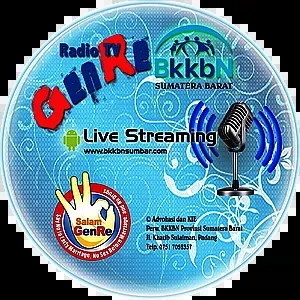 Radio TV
GenRe
BkkbN
SUMATERA BARAT
Live Streaming
www.bkkbnsumbar.com
Salam
GenRe
© Advokasi dan KIE
Perw. BKKBN Provinsi Sumatera Barat
Jl. Khatib Sulaiman, Padang
Telp. 0751 7058357